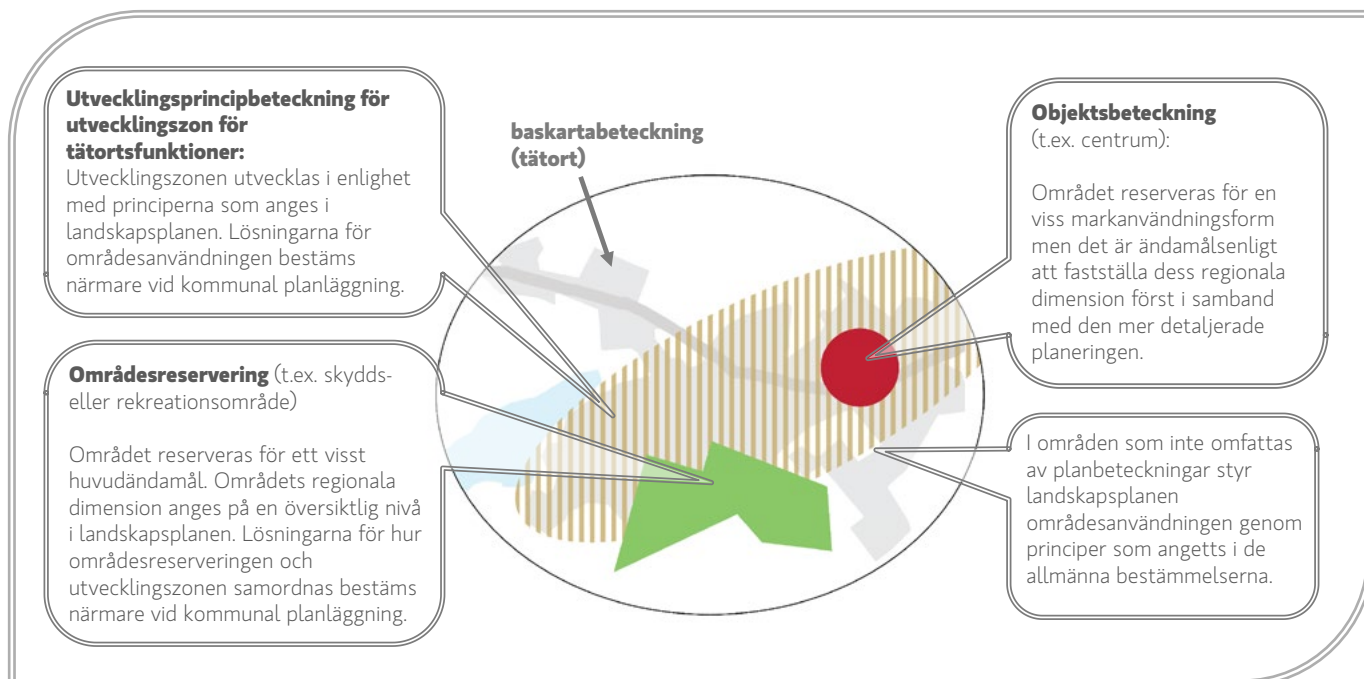 Utvecklingsprincipbeteckning för
utvecklingszon för
tätortsfunktioner:
Utvecklingszonen utvecklas i enlighet
med principerna som anges i
landskapsplanen. Lösningarna för
områdesanvändningen bestäms
närmare vid kommunal planläggning.
Områdesreservering (t.ex. skydds-
eller rekreationsområde)
Området reserveras för ett visst
huvudändamål. Områdets regionala
dimension anges på en översiktlig nivå
i landskapsplanen. Lösningarna för hur
områdesreserveringen och
utvecklingszonen samordnas bestäms
närmare vid kommunal planläggning.
baskartabeteckning
(tätort)
Objektsbeteckning
(t.ex. centrum):
Området reserveras för en
viss markanvändningsform
men det är ändamålsenligt
att fastställa dess regionala
dimension först i samband
med den mer detaljerade
planeringen.
I områden som inte omfattas
av planbeteckningar styr
landskapsplanen
områdesanvändningen genom
principer som angetts i de
allmänna bestämmelserna.